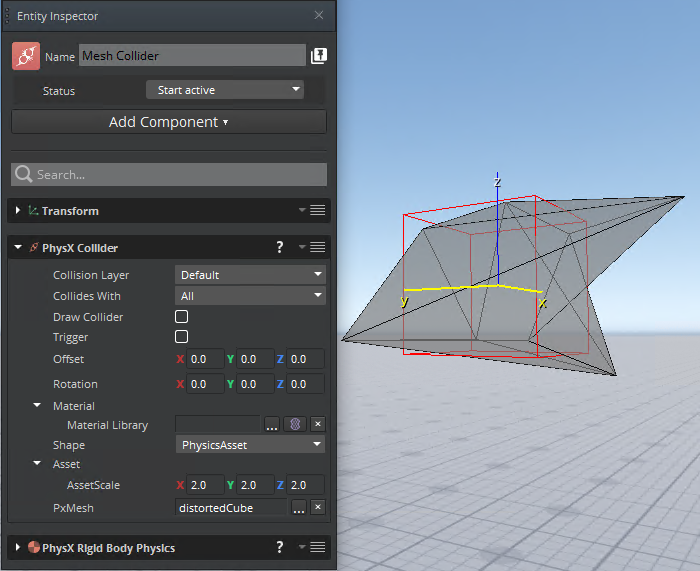 Entity Inspector
Name Mesh Collider
Status Start active
Add Component
Search...
Transform
PhysX Collider ?
Collision Layer Default
Collides With All
Draw Collider
Trigger
Offset X 0.0 Y 0.0 Z 0.0
Rotation X 0.0 Y 0.0 Z 0.0
Material
Material Library ...
Shape PhysicsAsset
Asset
AssetScale X 2.0 Y 2.0 Z 2.0
PxMesh distortedCube ...
PhysX Rigid Body Physics ?
z
y
x